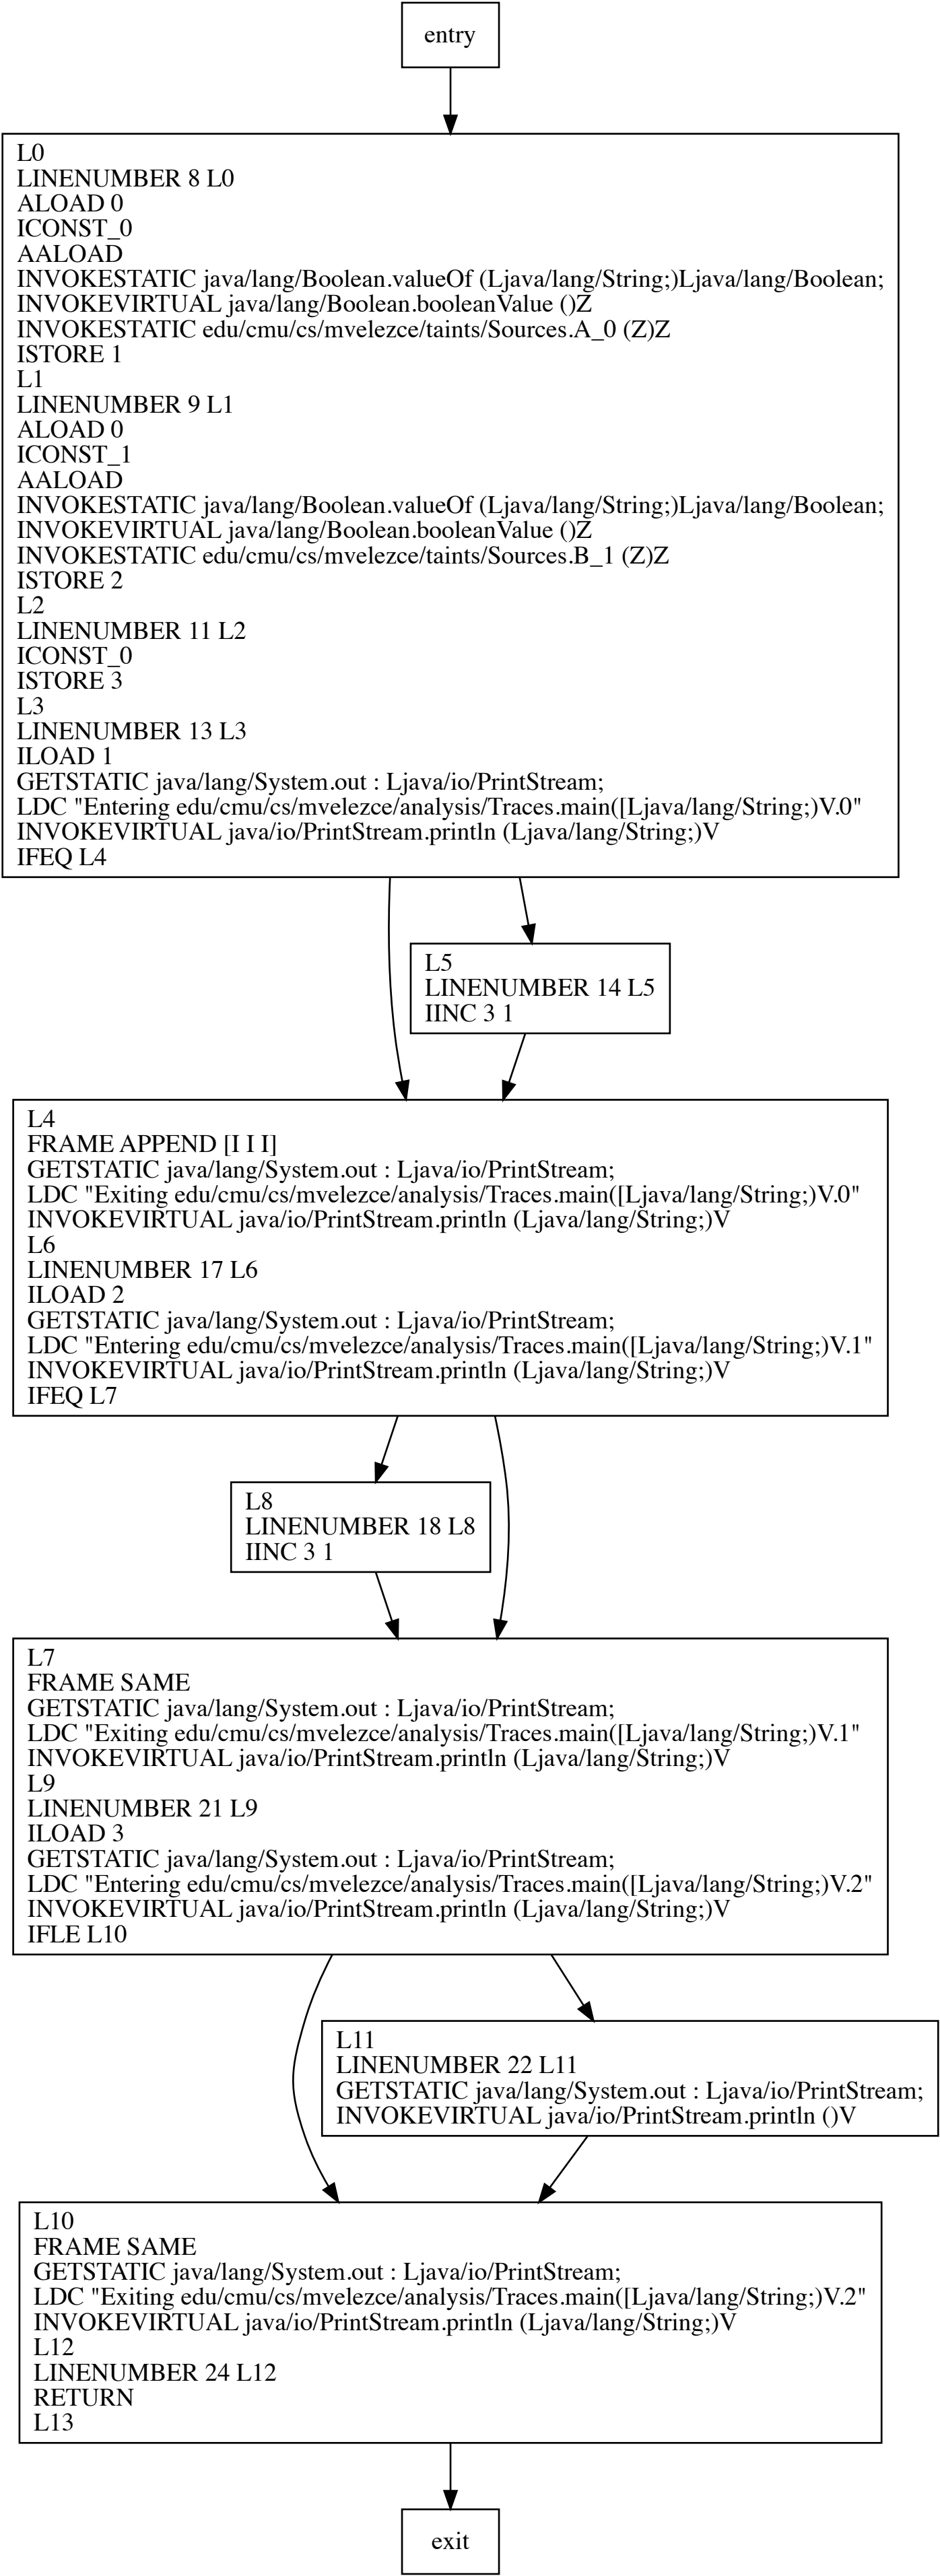 entry
L0
LINENUMBER 8 L0
ALOAD 0
ICONST_0
AALOAD
INVOKESTATIC java/lang/Boolean.valueOf (Ljava/lang/String;)Ljava/lang/Boolean;
INVOKEVIRTUAL java/lang/Boolean.booleanValue ()Z
INVOKESTATIC edu/cmu/cs/mvelezce/taints/Sources.A_0 (Z)Z
ISTORE 1
L1
LINENUMBER 9 L1
ALOAD 0
ICONST_1
AALOAD
INVOKESTATIC java/lang/Boolean.valueOf (Ljava/lang/String;)Ljava/lang/Boolean;
INVOKEVIRTUAL java/lang/Boolean.booleanValue ()Z
INVOKESTATIC edu/cmu/cs/mvelezce/taints/Sources.B_1 (Z)Z
ISTORE 2
L2
LINENUMBER 11 L2
ICONST_0
ISTORE 3
L3
LINENUMBER 13 L3
ILOAD 1
GETSTATIC java/lang/System.out : Ljava/io/PrintStream;
LDC "Entering edu/cmu/cs/mvelezce/analysis/Traces.main([Ljava/lang/String;)V.0"
INVOKEVIRTUAL java/io/PrintStream.println (Ljava/lang/String;)V
IFEQ L4
L5
LINENUMBER 14 L5
IINC 3 1
L4
FRAME APPEND [I I I]
GETSTATIC java/lang/System.out : Ljava/io/PrintStream;
LDC "Exiting edu/cmu/cs/mvelezce/analysis/Traces.main([Ljava/lang/String;)V.0"
INVOKEVIRTUAL java/io/PrintStream.println (Ljava/lang/String;)V
L6
LINENUMBER 17 L6
ILOAD 2
GETSTATIC java/lang/System.out : Ljava/io/PrintStream;
LDC "Entering edu/cmu/cs/mvelezce/analysis/Traces.main([Ljava/lang/String;)V.1"
INVOKEVIRTUAL java/io/PrintStream.println (Ljava/lang/String;)V
IFEQ L7
L8
LINENUMBER 18 L8
IINC 3 1
L7
FRAME SAME
GETSTATIC java/lang/System.out : Ljava/io/PrintStream;
LDC "Exiting edu/cmu/cs/mvelezce/analysis/Traces.main([Ljava/lang/String;)V.1"
INVOKEVIRTUAL java/io/PrintStream.println (Ljava/lang/String;)V
L9
LINENUMBER 21 L9
ILOAD 3
GETSTATIC java/lang/System.out : Ljava/io/PrintStream;
LDC "Entering edu/cmu/cs/mvelezce/analysis/Traces.main([Ljava/lang/String;)V.2"
INVOKEVIRTUAL java/io/PrintStream.println (Ljava/lang/String;)V
IFLE L10
L11
LINENUMBER 22 L11
GETSTATIC java/lang/System.out : Ljava/io/PrintStream;
INVOKEVIRTUAL java/io/PrintStream.println ()V
L10
FRAME SAME
GETSTATIC java/lang/System.out : Ljava/io/PrintStream;
LDC "Exiting edu/cmu/cs/mvelezce/analysis/Traces.main([Ljava/lang/String;)V.2"
INVOKEVIRTUAL java/io/PrintStream.println (Ljava/lang/String;)V
L12
LINENUMBER 24 L12
RETURN
L13
exit